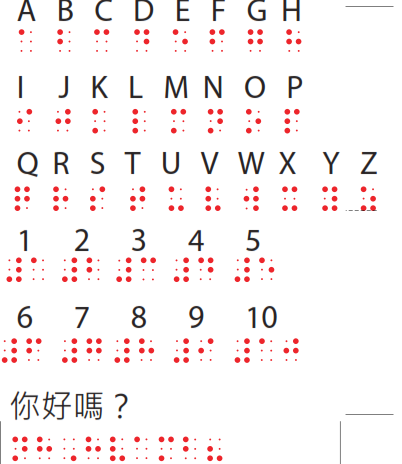 A B C D E F G H
I J K L M N O P
Q R S T U V W X Y Z
1 2 3 4 5
6 7 8 9 10
你好嗎？